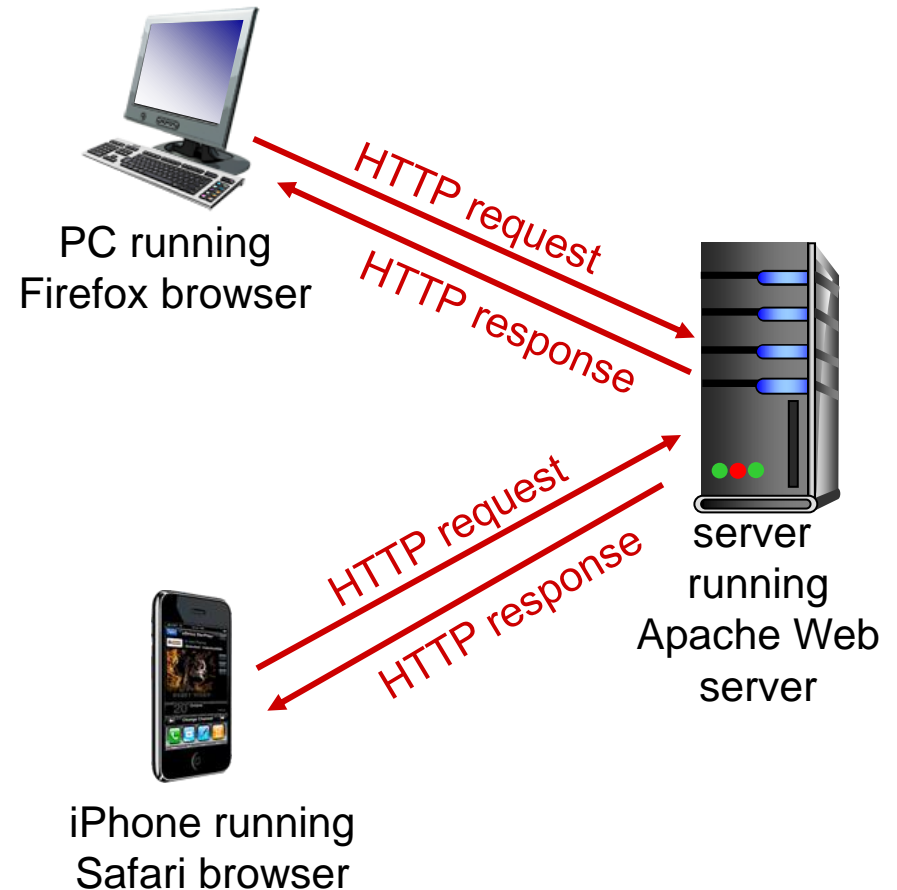 HTTP request
HTTP response
PC running
Firefox browser
HTTP request
HTTP response
server
running
Apache Web
server
iPhone running
Safari browser